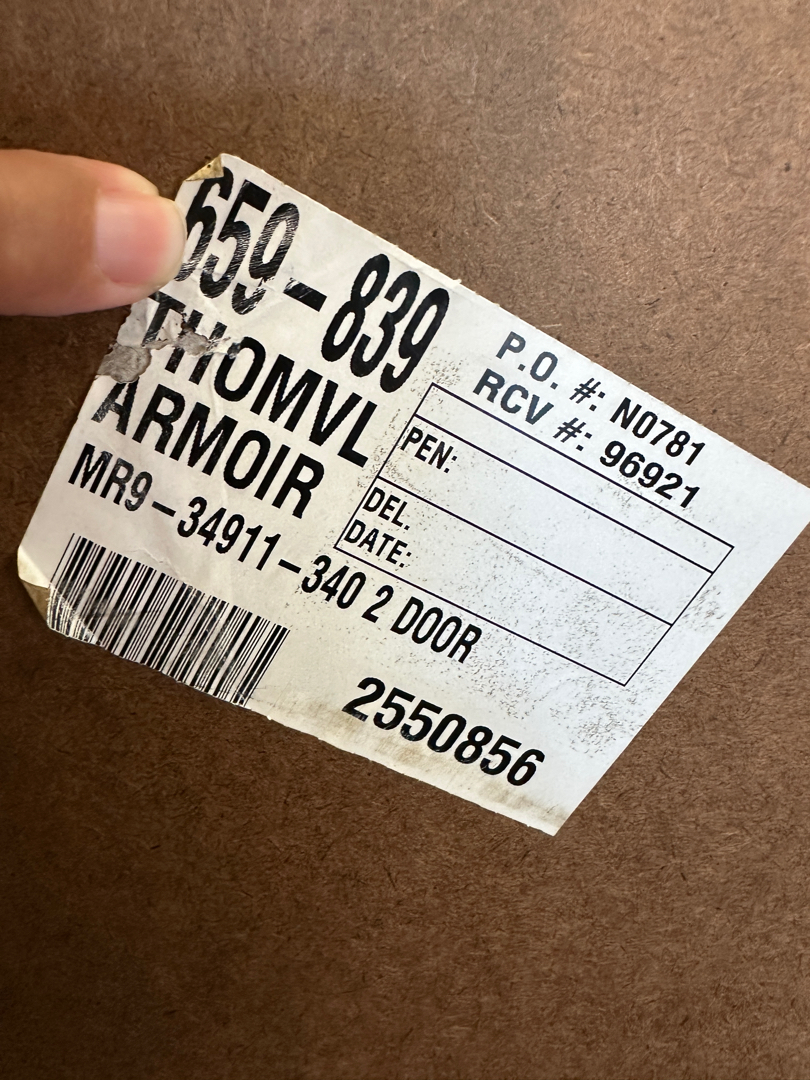 659-839
THOMVL
ARMOIR
MR9-34911-340 2 DOOR
P.O. #: N0781
RCV #: 96921
PEN:
DEL.
DATE:
2550856